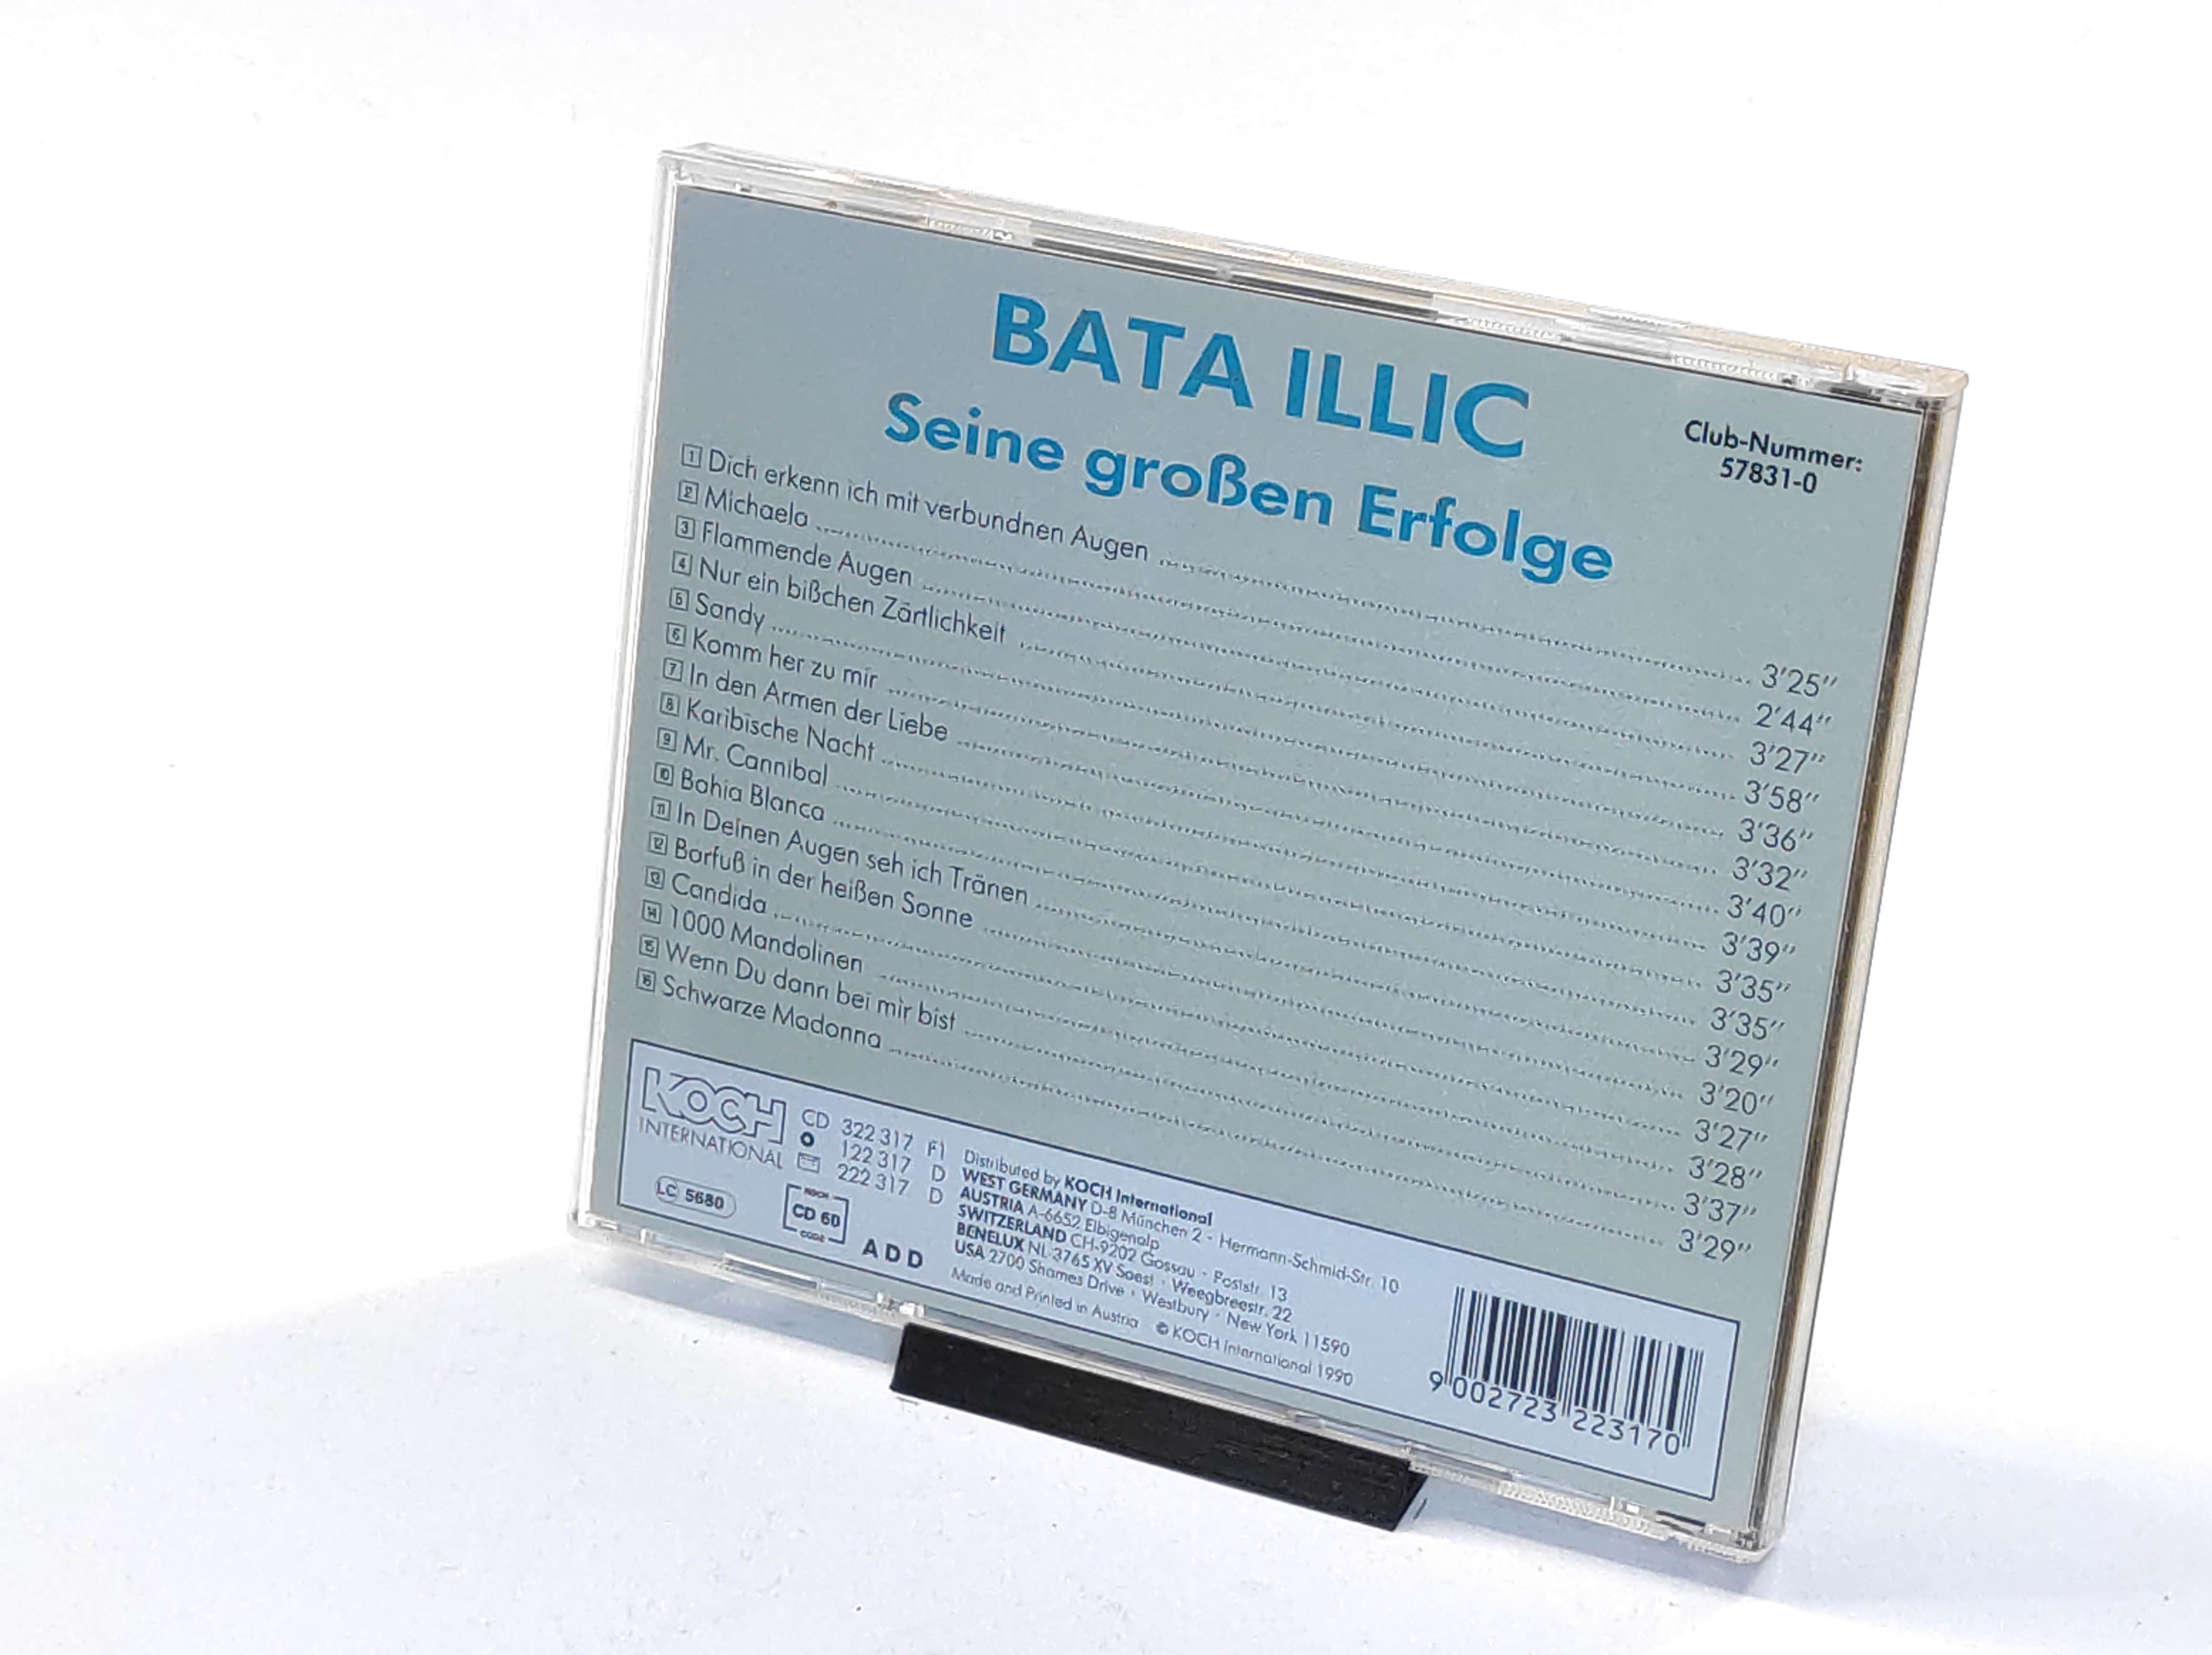 BATA ILLIC
Seine großen Erfolge
Club-Nummer:
57831-0
1 Dich erkenn ich mit verbundnen Augen 3'25"
2 Michaela 2'44"
3 Flammende Augen 3'27"
4 Nur ein bißchen Zärtlichkeit 3'58"
5 Sandy 3'36"
6 Komm her zu mir 3'32"
7 In den Armen der Liebe 3'40"
8 Karibische Nacht 3'39"
9 Mr. Cannibal 3'35"
10 Bahia Blanca 3'35"
11 In Deinen Augen seh ich Tränen 3'29"
12 Barfuß in der heißen Sonne 3'20"
13 Candida 3'27"
14 1000 Mandolinen 3'28"
15 Wenn Du dann bei mir bist 3'37"
16 Schwarze Madonna 3'29"
KOCH
INTERNATIONAL
CD 322 317 F1
122 317 D
222 317 D
LC 5680
KOCH
CD 60
CODE
ADD
Distributed by KOCH International
WEST GERMANY D-8 München 2 · Hermann-Schmid-Str. 10
AUSTRIA A-6652 Elbigenalp
SWITZERLAND CH-9202 Gossau · Poststr. 13
BENELUX NL-3765 XV Soest · Weegbreestr. 22
USA 2700 Shames Drive · Westbury · New York 11590
Made and Printed in Austria © KOCH International 1990
9 002723 223170